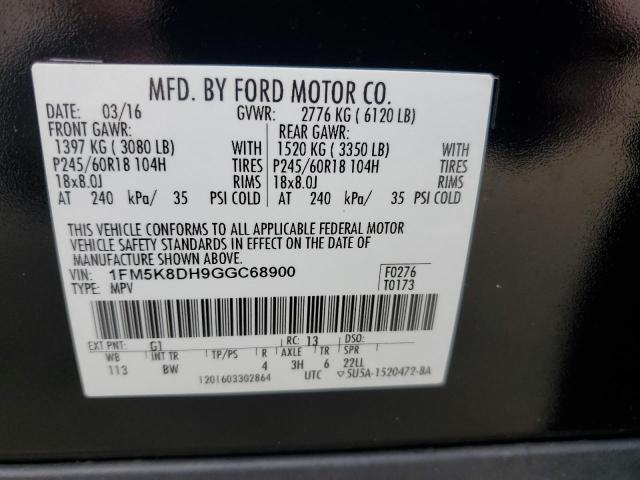 MFD. BY FORD MOTOR CO.
DATE: 03/16 GVWR: 2776 KG ( 6120 LB)
FRONT GAWR: REAR GAWR:
1397 KG ( 3080 LB) WITH 1520 KG ( 3350 LB) WITH
P245/60R18 104H TIRES P245/60R18 104H TIRES
18x8.0J RIMS 18x8.0J RIMS
AT 240 kPa/ 35 PSI COLD AT 240 kPa/ 35 PSI COLD
THIS VEHICLE CONFORMS TO ALL APPLICABLE FEDERAL MOTOR
VEHICLE SAFETY STANDARDS IN EFFECT ON THE DATE OF
MANUFACTURE SHOWN ABOVE.
VIN: 1FM5K8DH9GGC68900 F0276
TYPE: MPV T0173
EXT PNT: G1 RC: 13 DSO:
WB INT TR TP/PS R AXLE TR SPR
113 BW 4 3H 6 22LL
1201603302864 UTC ▽5U5A-1520472-BA